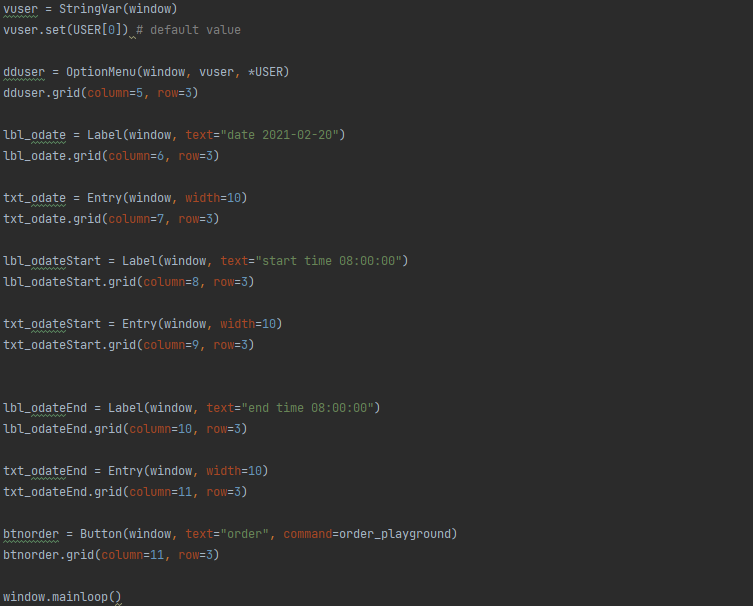 vuser = StringVar(window)
vuser.set(USER[0]) # default value
dduser = OptionMenu(window, vuser, *USER)
dduser.grid(column=5, row=3)
lbl_odate = Label(window, text="date 2021-02-20")
lbl_odate.grid(column=6, row=3)
txt_odate = Entry(window, width=10)
txt_odate.grid(column=7, row=3)
lbl_odateStart = Label(window, text="start time 08:00:00")
lbl_odateStart.grid(column=8, row=3)
txt_odateStart = Entry(window, width=10)
txt_odateStart.grid(column=9, row=3)
lbl_odateEnd = Label(window, text="end time 08:00:00")
lbl_odateEnd.grid(column=10, row=3)
txt_odateEnd = Entry(window, width=10)
txt_odateEnd.grid(column=11, row=3)
btnorder = Button(window, text="order", command=order_playground)
btnorder.grid(column=11, row=3)
window.mainloop()